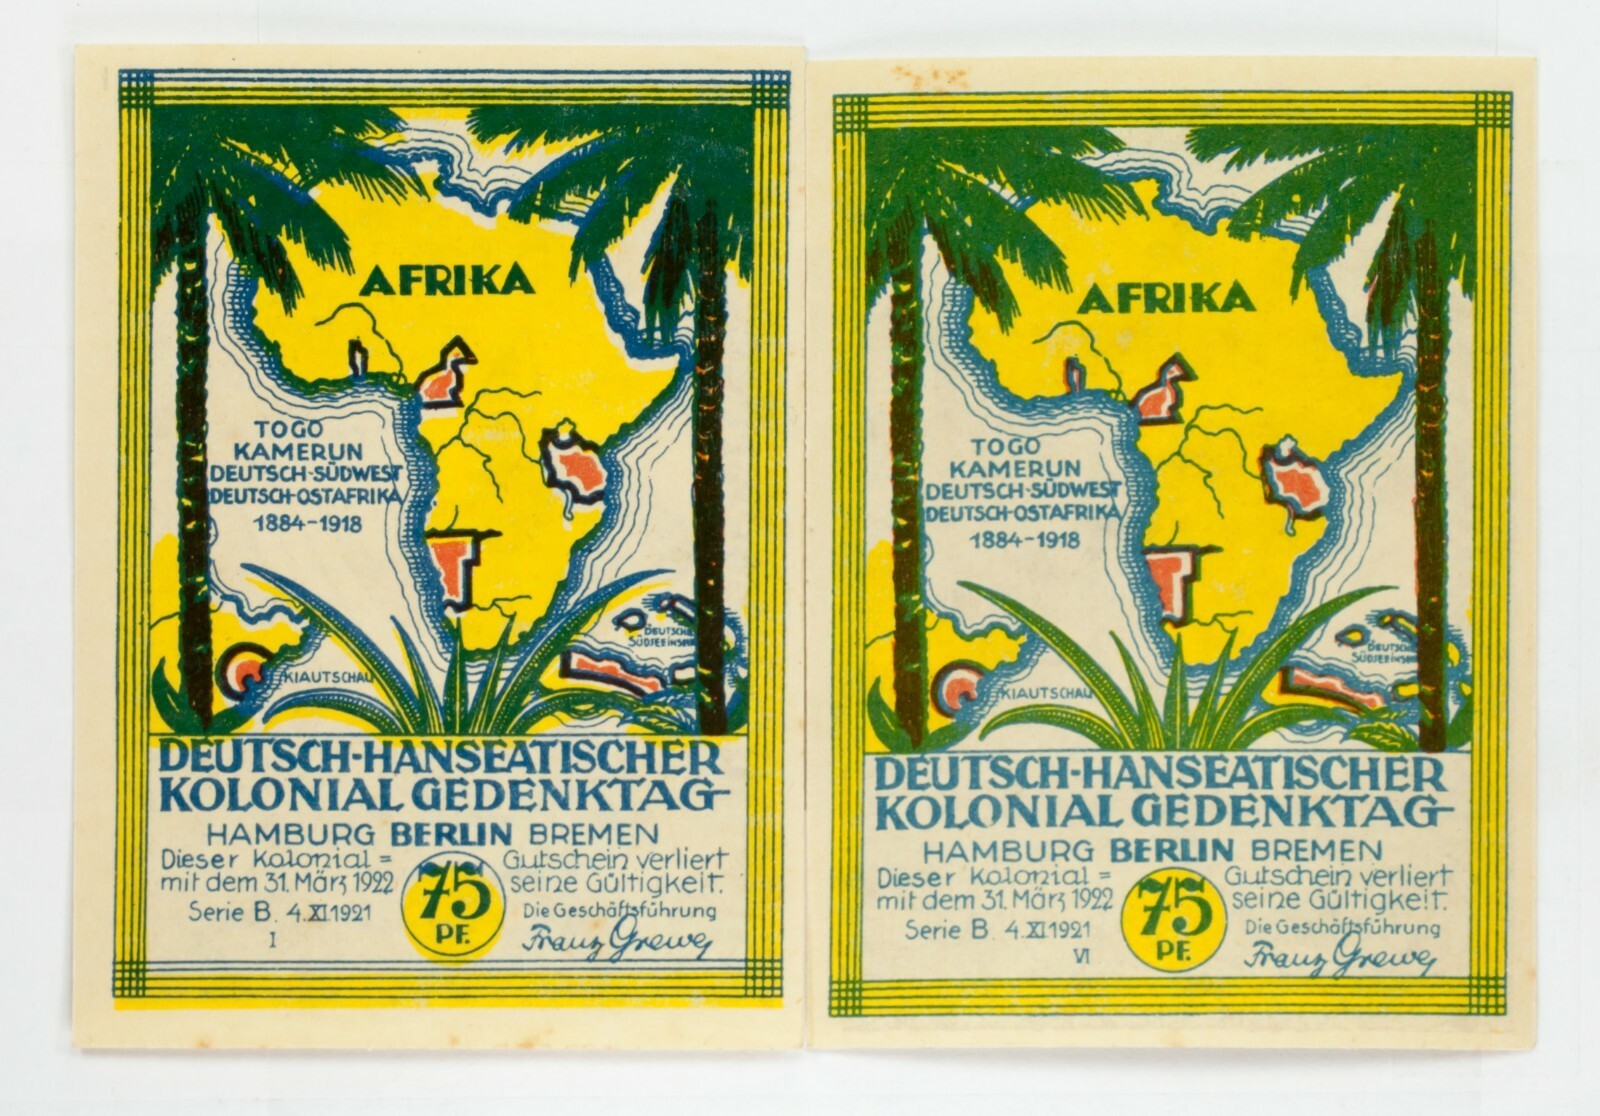 AFRIKA
TOGO
KAMERUN
DEUTSCH-SÜDWEST
DEUTSCH-OSTAFRIKA
1884-1918
KIAUTSCHAU
DEUTSCHE
DEUTSCH-HANSEATISCHER
KOLONIAL GEDENKTAG
HAMBURG BERLIN BREMEN
Dieser Kolonial = Gutschein verliert
mit dem 31. März 1922 seine Gültigkeit.
75 PF.
Serie B. 4.XI.1921 Die Geschäftsführung
I Franz Grewe
AFRIKA
TOGO
KAMERUN
DEUTSCH-SÜDWEST
DEUTSCH-OSTAFRIKA
1884-1918
KIAUTSCHAU
DEUTSCHE
DEUTSCH-HANSEATISCHER
KOLONIAL GEDENKTAG
HAMBURG BERLIN BREMEN
Dieser Kolonial = Gutschein verliert
mit dem 31. März 1922 seine Gültigkeit.
75 PF.
Serie B. 4.XI.1921 Die Geschäftsführung
VI Franz Grewe